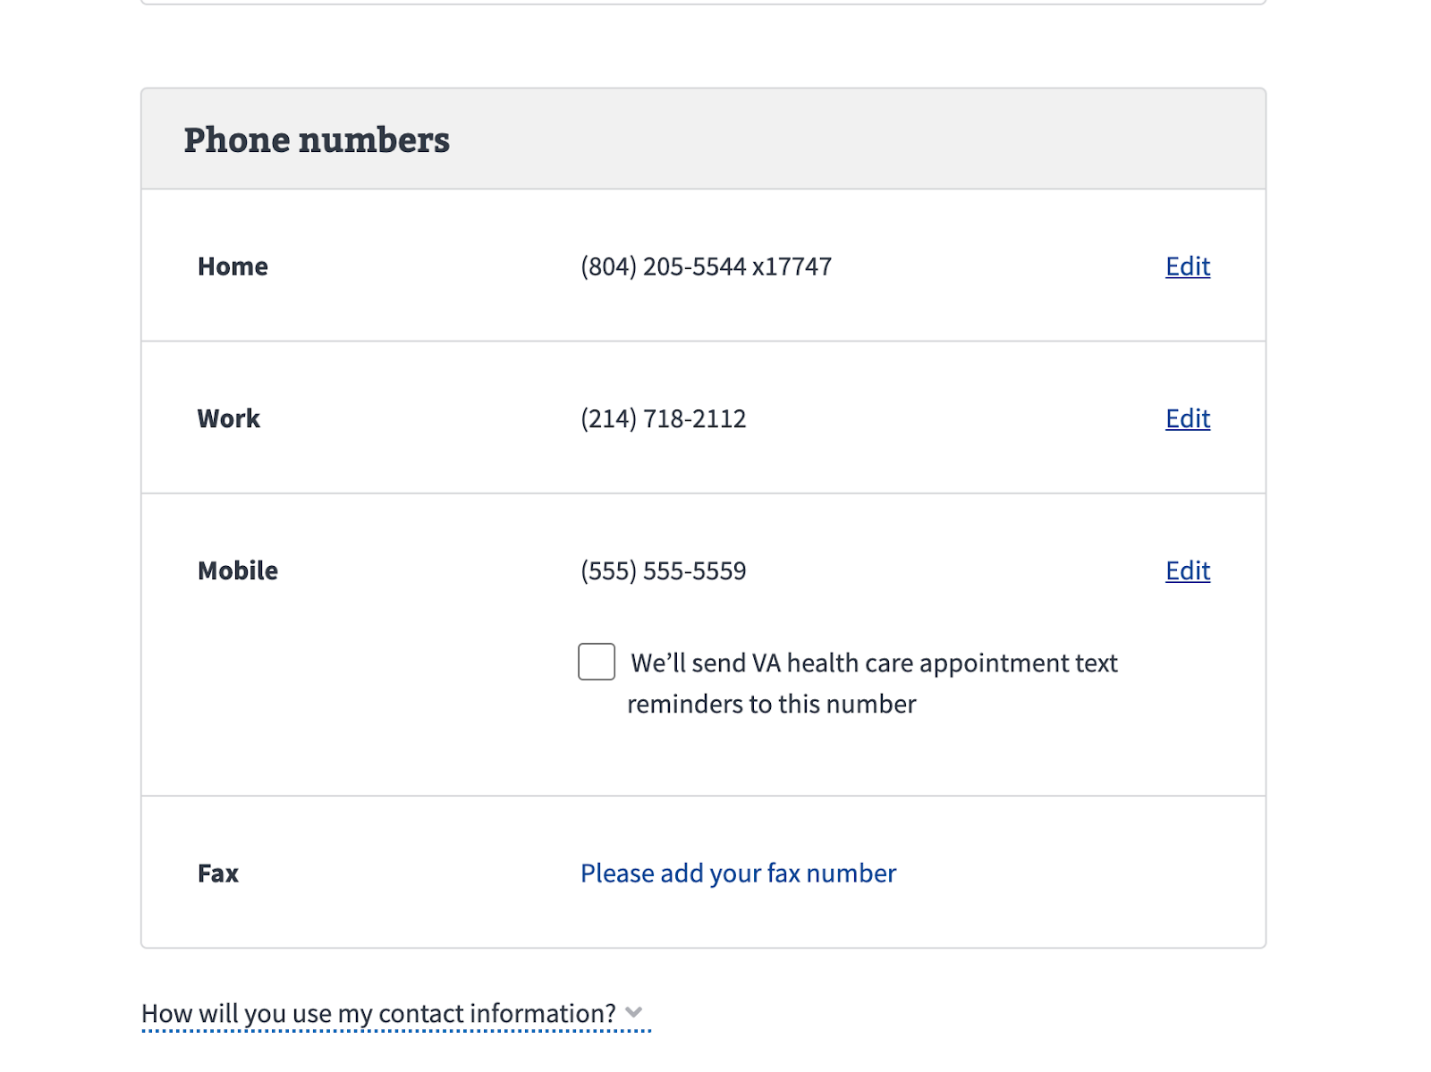 Phone numbers
Home (804) 205-5544 x17747 Edit
Work (214) 718-2112 Edit
Mobile (555) 555-5559 Edit
We’ll send VA health care appointment text
reminders to this number
Fax Please add your fax number
How will you use my contact information?